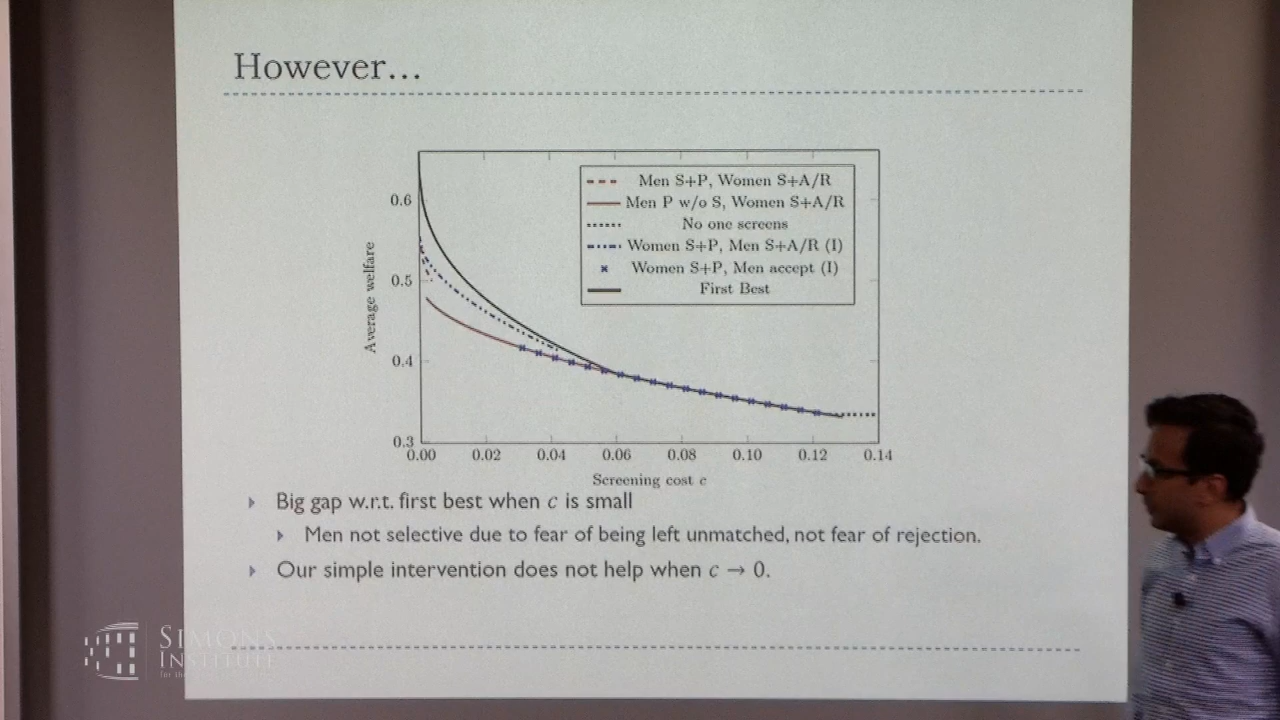 However...
0.6
0.5
0.4
0.3
Average welfare
Men S+P, Women S+A/R
Men P w/o S, Women S+A/R
No one screens
Women S+P, Men S+A/R (I)
Women S+P, Men accept (I)
First Best
0.00 0.02 0.04 0.06 0.08 0.10 0.12 0.14
Screening cost c
Big gap w.r.t. first best when c is small
Men not selective due to fear of being left unmatched, not fear of rejection.
Our simple intervention does not help when c → 0.
SIMONS
INSTITUTE
for the